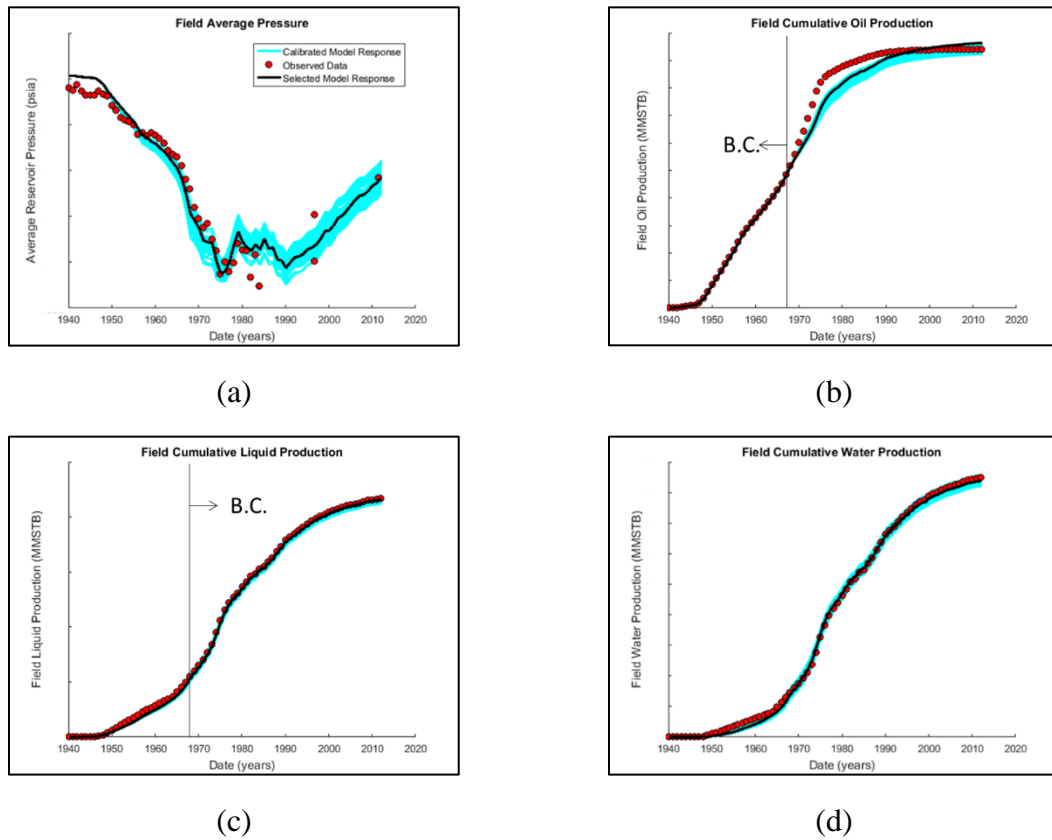 Field Average Pressure
Average Reservoir Pressure (psia)
Calibrated Model Response
Observed Data
Selected Model Response
1940 1950 1960 1970 1980 1990 2000 2010 2020
Date (years)
(a)
Field Cumulative Oil Production
Field Oil Production (MMSTB)
B.C.
1940 1950 1960 1970 1980 1990 2000 2010 2020
Date (years)
(b)
Field Cumulative Liquid Production
Field Liquid Production (MMSTB)
B.C.
1940 1950 1960 1970 1980 1990 2000 2010 2020
Date (years)
(c)
Field Cumulative Water Production
Field Water Production (MMSTB)
1940 1950 1960 1970 1980 1990 2000 2010 2020
Date (years)
(d)